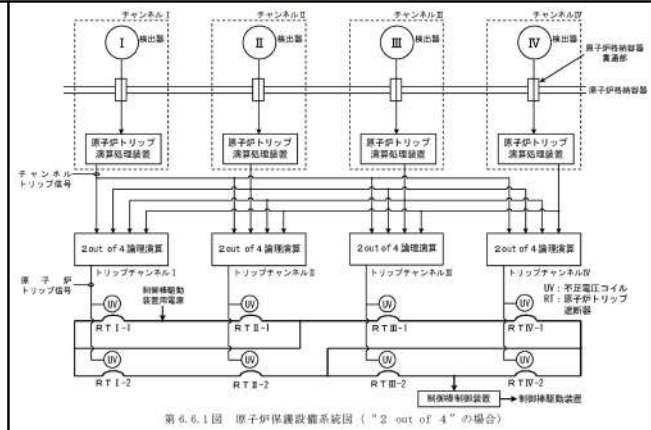 チャンネルⅠ
チャンネルⅡ
チャンネルⅢ
チャンネルⅣ
Ⅰ
検出器
Ⅱ
検出器
Ⅲ
検出器
Ⅳ
検出器
原子炉格納容器
貫通部
原子炉格納容器
原子炉トリップ
演算処理装置
原子炉トリップ
演算処理装置
原子炉トリップ
演算処理装置
原子炉トリップ
演算処理装置
チャンネル
トリップ信号
2 out of 4 論理演算
2 out of 4 論理演算
2 out of 4 論理演算
2 out of 4 論理演算
トリップチャンネルⅠ
トリップチャンネルⅡ
トリップチャンネルⅢ
トリップチャンネルⅣ
原子炉
トリップ信号
制御棒駆動
装置用電源
UV:不足電圧コイル
RT:原子炉トリップ
遮断器
UV
UV
UV
UV
RTⅠ-1
RTⅡ-1
RTⅢ-1
RTⅣ-1
UV
UV
UV
UV
RTⅠ-2
RTⅡ-2
RTⅢ-2
RTⅣ-2
制御棒制御装置
制御棒駆動装置
第6.6.1図 原子炉保護設備系統図("2 out of 4"の場合)